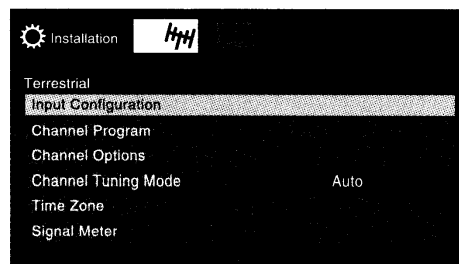 Installation
Terrestrial
Input Configuration
Channel Program
Channel Options
Channel Tuning Mode Auto
Time Zone
Signal Meter